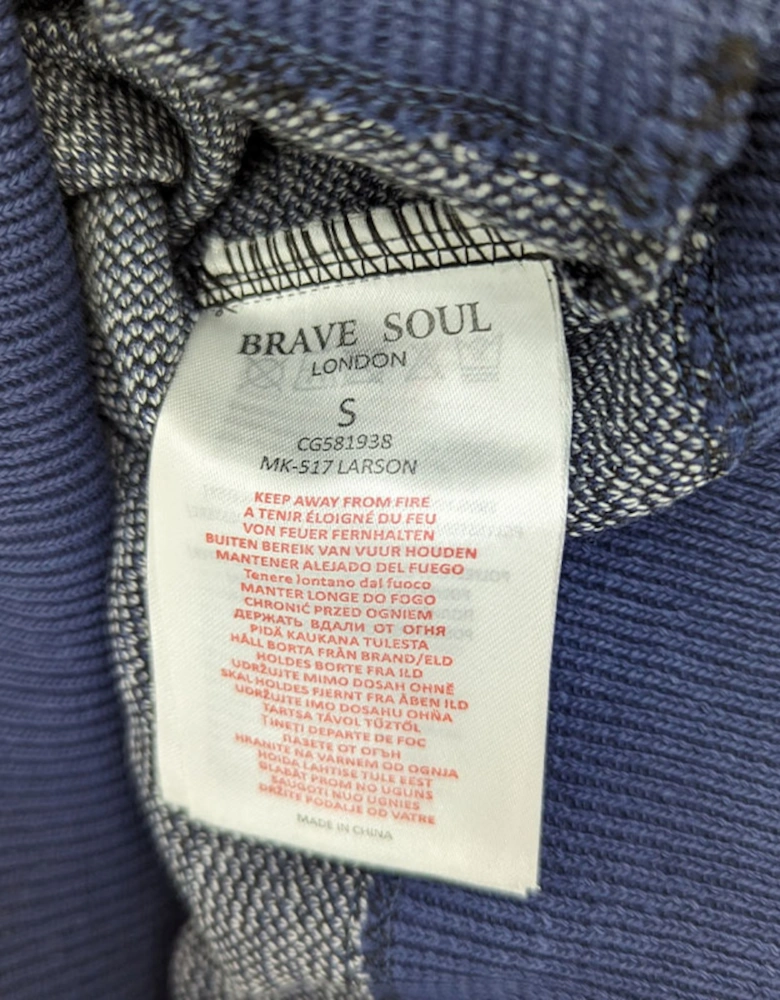 BRAVE SOUL
LONDON
S
CG581938
MK-517 LARSON
KEEP AWAY FROM FIRE
A TENIR ÉLOIGNÉ DU FEU
VON FEUER FERNHALTEN
BUITEN BEREIK VAN VUUR HOUDEN
MANTENER ALEJADO DEL FUEGO
Tenere lontano dal fuoco
MANTER LONGE DO FOGO
CHRONIĆ PRZED OGNIEM
ДЕРЖАТЬ ВДАЛИ ОТ ОГНЯ
PIDÄ KAUKANA TULESTA
HÅLL BORTA FRÅN BRAND/ELD
HOLDES BORTE FRA ILD
UDRŽUJTE MIMO DOSAH OHNĚ
SKAL HOLDES FJERNT FRA ÅBEN ILD
UDRŽUJTE IMO DOSAHU OHŇA
TARTSA TÁVOL TŰZTŐL
ȚINEȚI DEPARTE DE FOC
ПАЗЕТЕ ОТ ОГЪН
HRANITE NA VARNEM OD OGNJA
HOIDA LAHTISE TULE EEST
GLABĀT PROM NO UGUNS
SAUGOTI NUO UGNIES
DRŽITE PODALJE OD VATRE
MADE IN CHINA